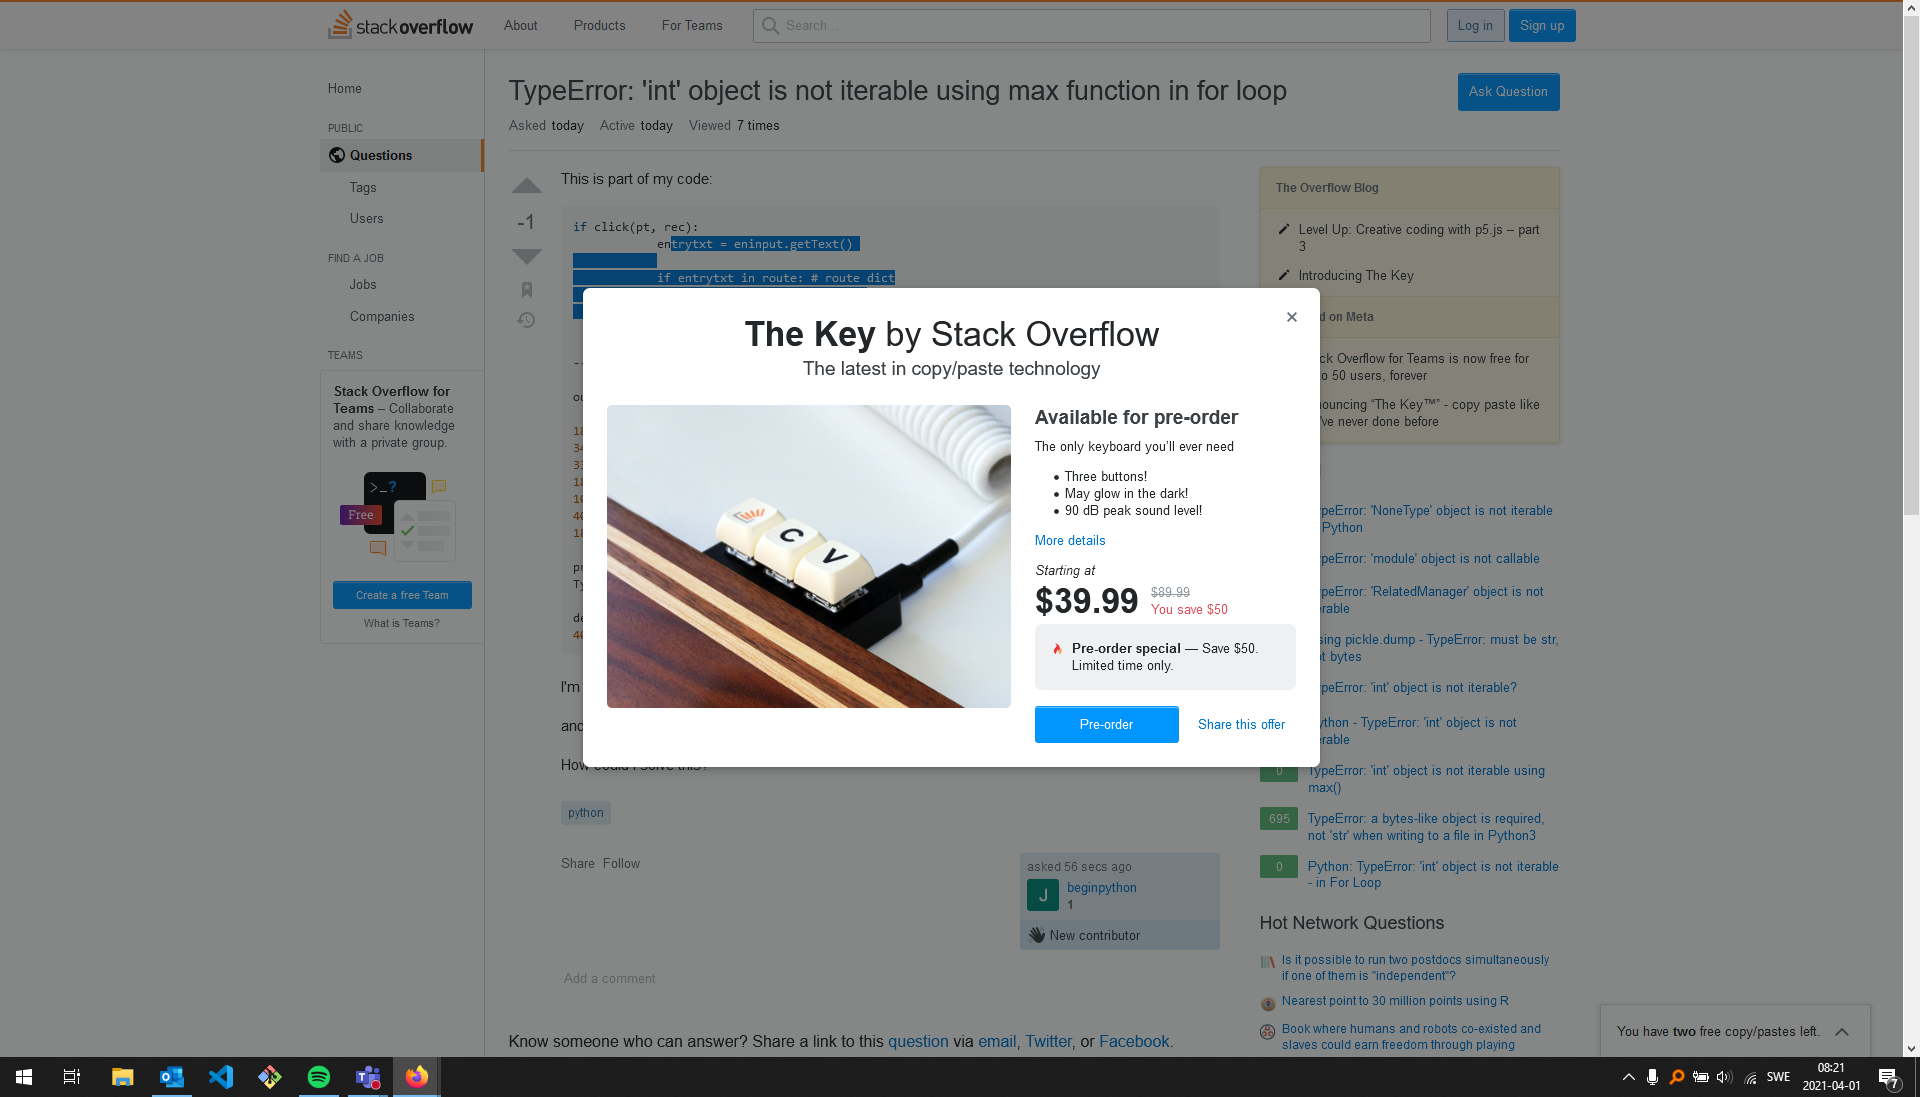 stackoverflow
About
Products
For Teams
Search...
Log in
Sign up
Home
PUBLIC
Questions
Tags
Users
FIND A JOB
Jobs
Companies
TEAMS
Stack Overflow for
Teams – Collaborate
and share knowledge
with a private group.
>_?
Free
Create a free Team
What is Teams?
TypeError: 'int' object is not iterable using max function in for loop
Ask Question
Asked today Active today Viewed 7 times
-1
This is part of my code:
if click(pt, rec):
entrytxt = eninput.getText()
if entrytxt in route: # route dict
The Key by Stack Overflow
The latest in copy/paste technology
C
V
Available for pre-order
The only keyboard you'll ever need
• Three buttons!
• May glow in the dark!
• 90 dB peak sound level!
More details
Starting at
$39.99
$89.99
You save $50
Pre-order special — Save $50.
Limited time only.
Pre-order
Share this offer
I'm
and
How could I solve this?
python
Share Follow
asked 56 secs ago
J
beginpython
1
New contributor
Add a comment
Know someone who can answer? Share a link to this question via email, Twitter, or Facebook.
The Overflow Blog
Level Up: Creative coding with p5.js – part
3
Introducing The Key
d on Meta
ck Overflow for Teams is now free for
o 50 users, forever
nouncing “The Key™” - copy paste like
've never done before
peError: 'NoneType' object is not iterable
Python
peError: 'module' object is not callable
peError: 'RelatedManager' object is not
rable
ing pickle.dump - TypeError: must be str,
t bytes
peError: 'int' object is not iterable?
thon - TypeError: 'int' object is not
rable
0
TypeError: 'int' object is not iterable using
max()
695
TypeError: a bytes-like object is required,
not 'str' when writing to a file in Python3
0
Python: TypeError: 'int' object is not iterable
- in For Loop
Hot Network Questions
Is it possible to run two postdocs simultaneously
if one of them is "independent"?
Nearest point to 30 million points using R
Book where humans and robots co-existed and
slaves could earn freedom through playing
You have two free copy/pastes left.
SWE
08:21
2021-04-01
7